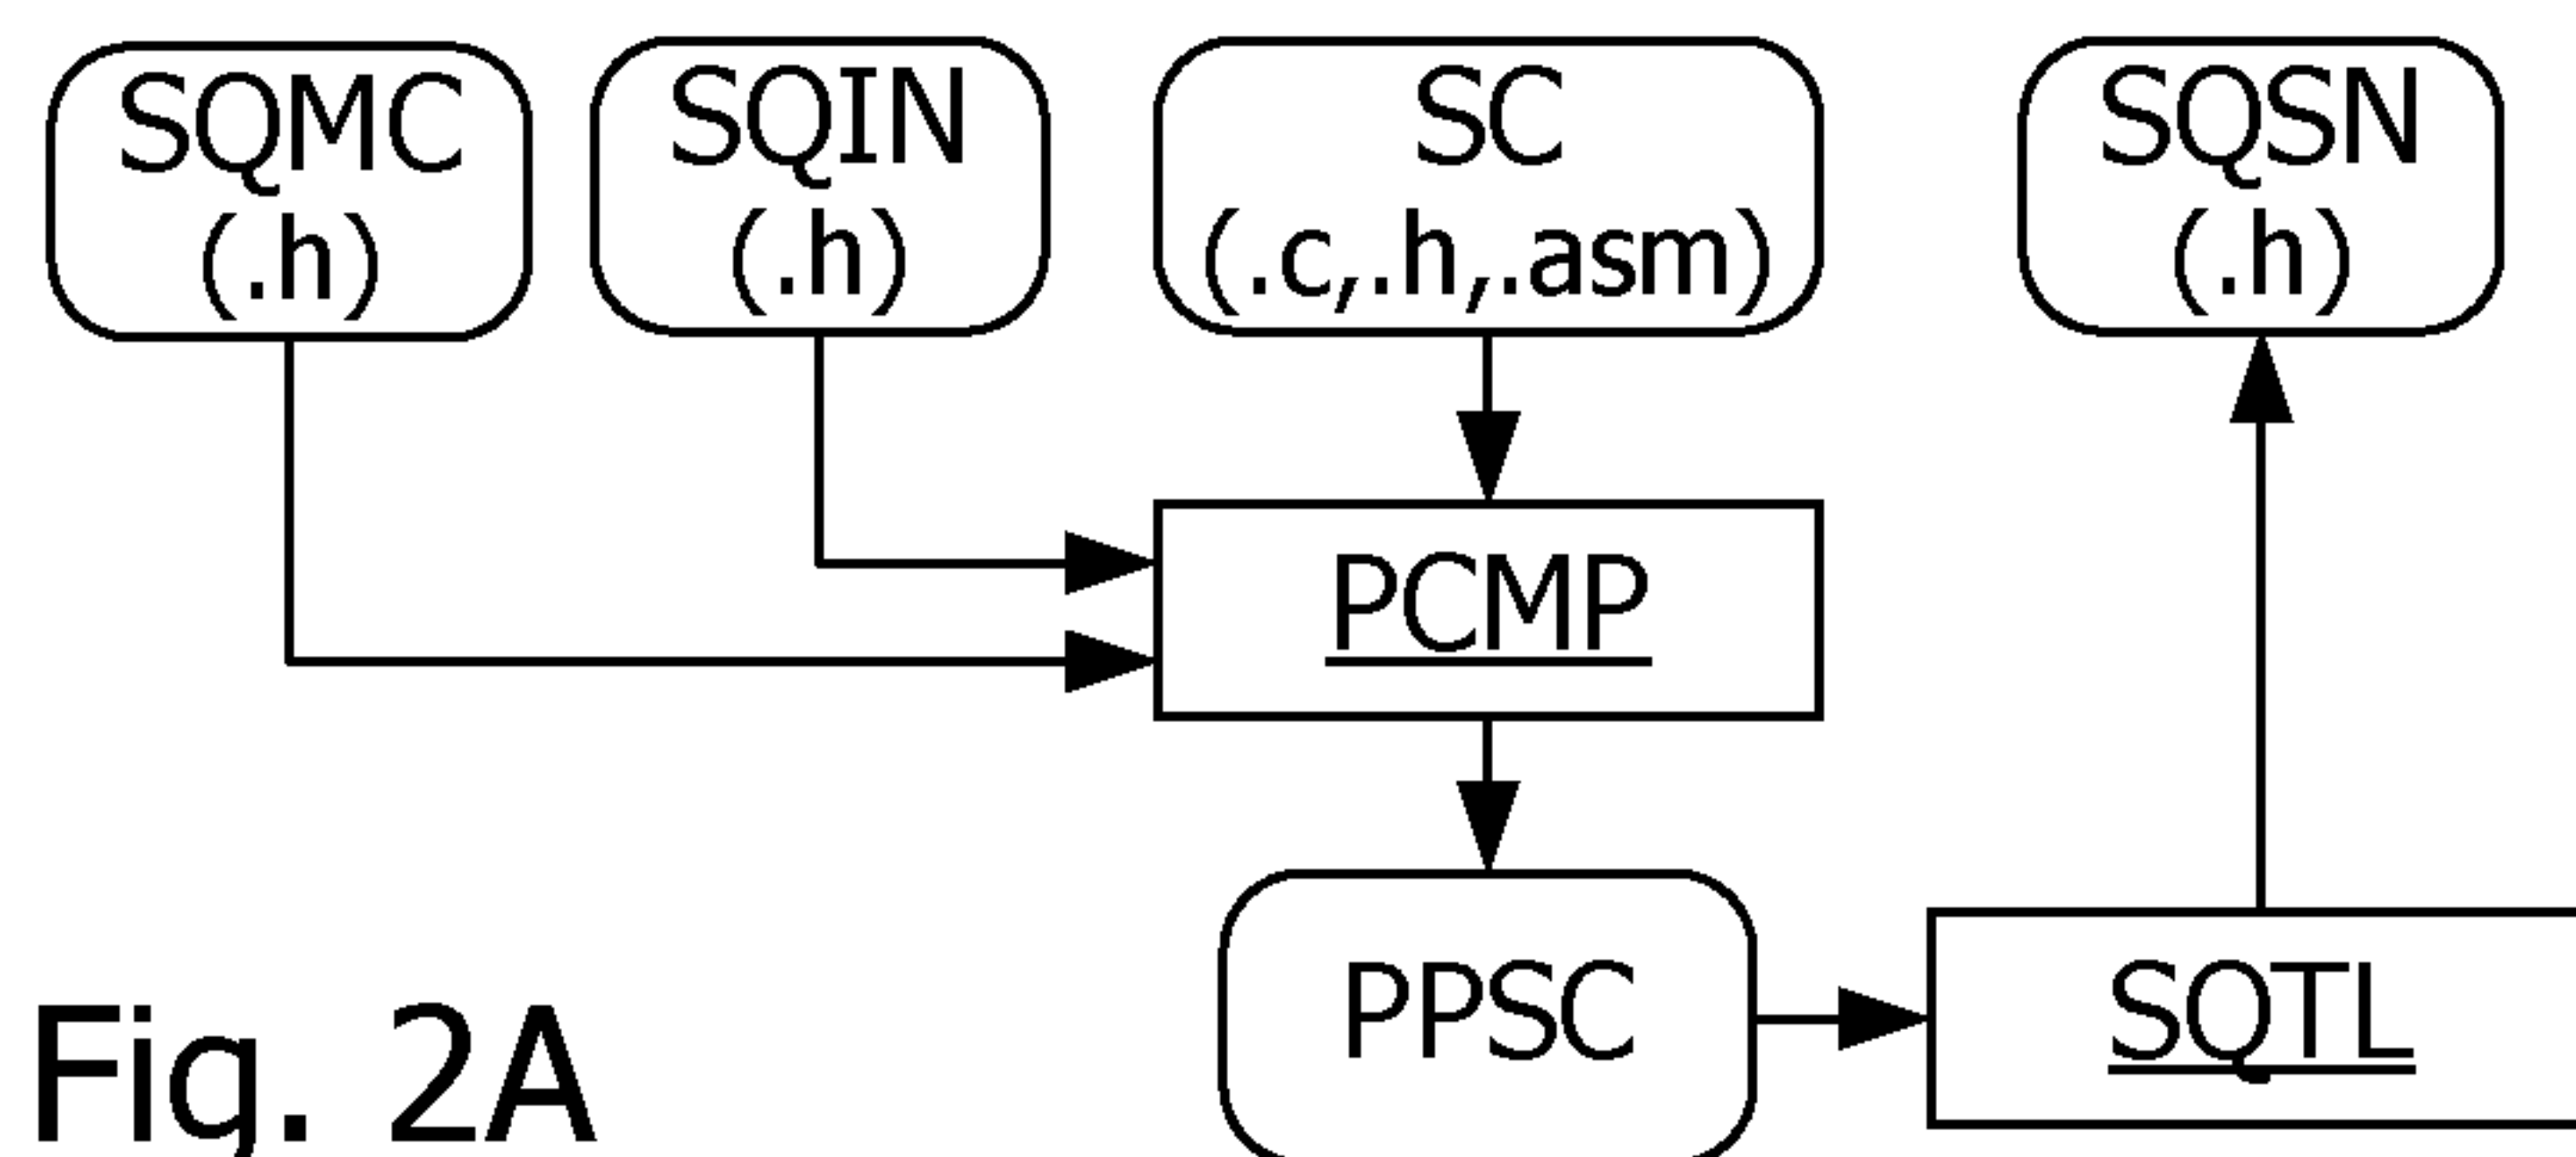 SQMC
(.h)
SQIN
(.h)
SC
(.c,.h,.asm)
SQSN
(.h)
PCMP
PPSC
SQTL
Fig. 2A